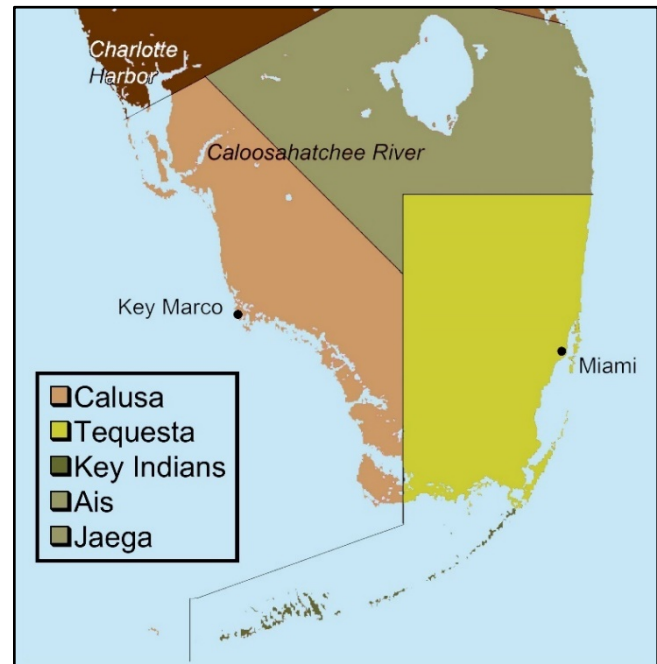 Charlotte
Harbor
Caloosahatchee River
Key Marco
Miami
Calusa
Tequesta
Key Indians
Ais
Jaega